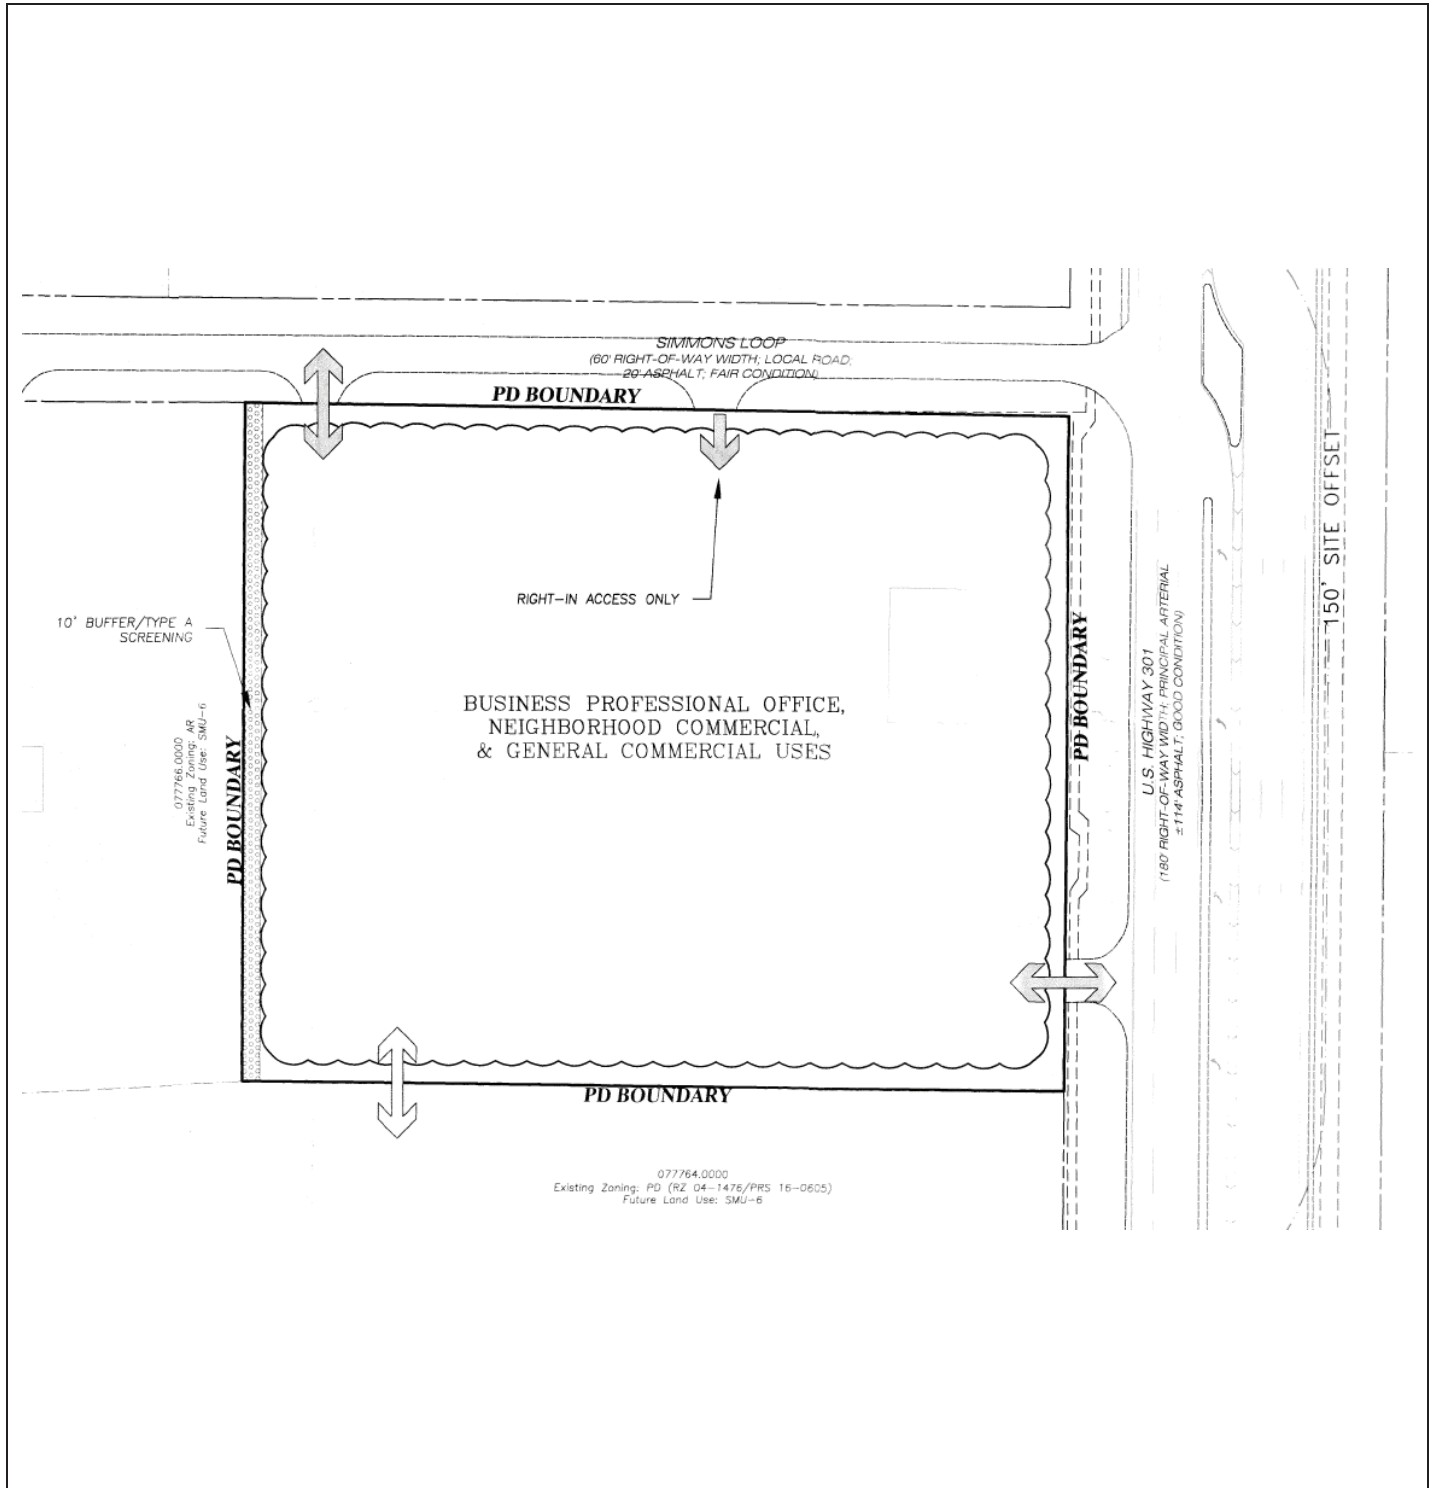 SIMMONS LOOP
(60' RIGHT-OF-WAY WIDTH; LOCAL ROAD;
20' ASPHALT; FAIR CONDITION)
PD BOUNDARY
RIGHT-IN ACCESS ONLY
10' BUFFER/TYPE A
SCREENING
077766.0000
Existing Zoning: AR
Future Land Use: SMU-6
PD BOUNDARY
BUSINESS PROFESSIONAL OFFICE,
NEIGHBORHOOD COMMERCIAL,
& GENERAL COMMERCIAL USES
PD BOUNDARY
U.S. HIGHWAY 301
(180' RIGHT-OF-WAY WIDTH; PRINCIPAL ARTERIAL
±114' ASPHALT; GOOD CONDITION)
150' SITE OFFSET
PD BOUNDARY
077764.0000
Existing Zoning: PD (RZ 04-1476/PRS 16-0605)
Future Land Use: SMU-6